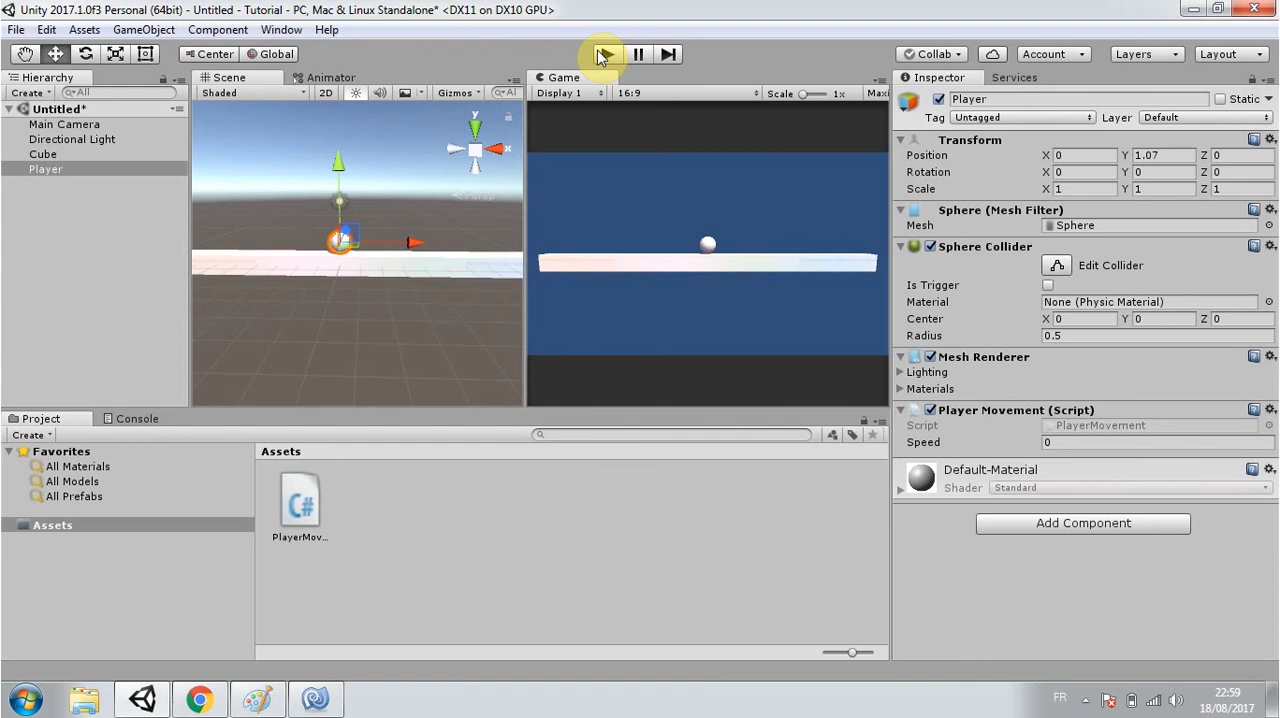 Unity 2017.1.0f3 Personal (64bit) - Untitled - Tutorial - PC, Mac & Linux Standalone* <DX11 on DX10 GPU>
File Edit Assets GameObject Component Window Help
Center Global Collab Account Layers Layout
Hierarchy
Create All
Untitled*
Main Camera
Directional Light
Cube
Player
Scene Animator
Shaded 2D Gizmos All
y
x
Persp
Game
Display 1 16:9 Scale 1x Maxi
Inspector Services
Player Static
Tag Untagged Layer Default
Transform
Position X 0 Y 1.07 Z 0
Rotation X 0 Y 0 Z 0
Scale X 1 Y 1 Z 1
Sphere (Mesh Filter)
Mesh Sphere
Sphere Collider
Edit Collider
Is Trigger
Material None (Physic Material)
Center X 0 Y 0 Z 0
Radius 0.5
Mesh Renderer
Lighting
Materials
Player Movement (Script)
Script PlayerMovement
Speed 0
Default-Material
Shader Standard
Add Component
Project Console
Create
Favorites
All Materials
All Models
All Prefabs
Assets
Assets
C#
PlayerMov...
FR
22:59
18/08/2017